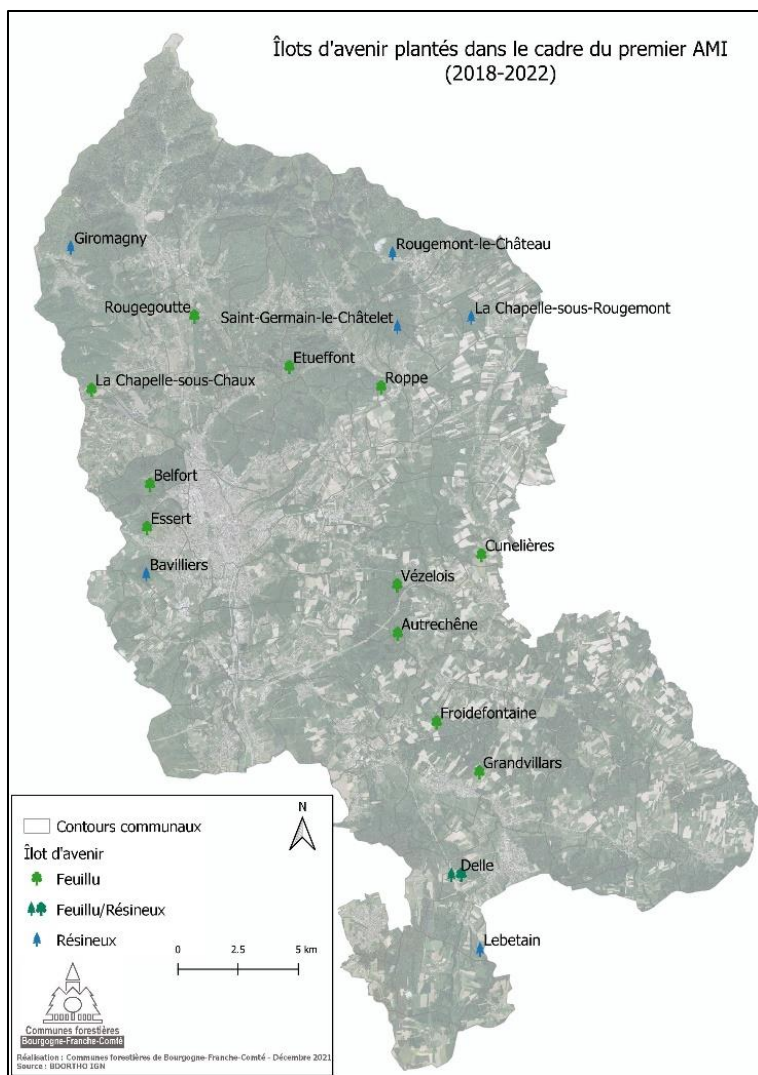 Îlots d'avenir plantés dans le cadre du premier AMI
(2018-2022)
Giromagny
Rougemont-le-Château
Rougegoutte
Saint-Germain-le-Châtelet
La Chapelle-sous-Rougemont
Etueffont
La Chapelle-sous-Chaux
Roppe
Belfort
Essert
Bavilliers
Cunelières
Vézelois
Autrechêne
Froidefontaine
Grandvillars
Delle
Lebetain
N
Contours communaux
Îlot d'avenir
Feuillu
Feuillu/Résineux
Résineux
0 2.5 5 km
Communes forestières
Bourgogne-Franche-Comté
Réalisation : Communes forestières de Bourgogne-Franche-Comté - Décembre 2021
Source : BDORTHO IGN